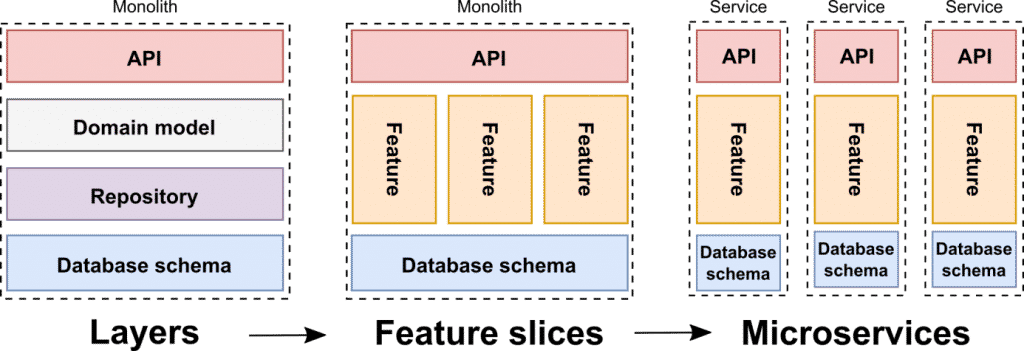 Monolith
API
Domain model
Repository
Database schema
Layers
Monolith
API
Feature
Feature
Feature
Database schema
Feature slices
Service
API
Feature
Database
schema
Service
API
Feature
Database
schema
Service
API
Feature
Database
schema
Microservices